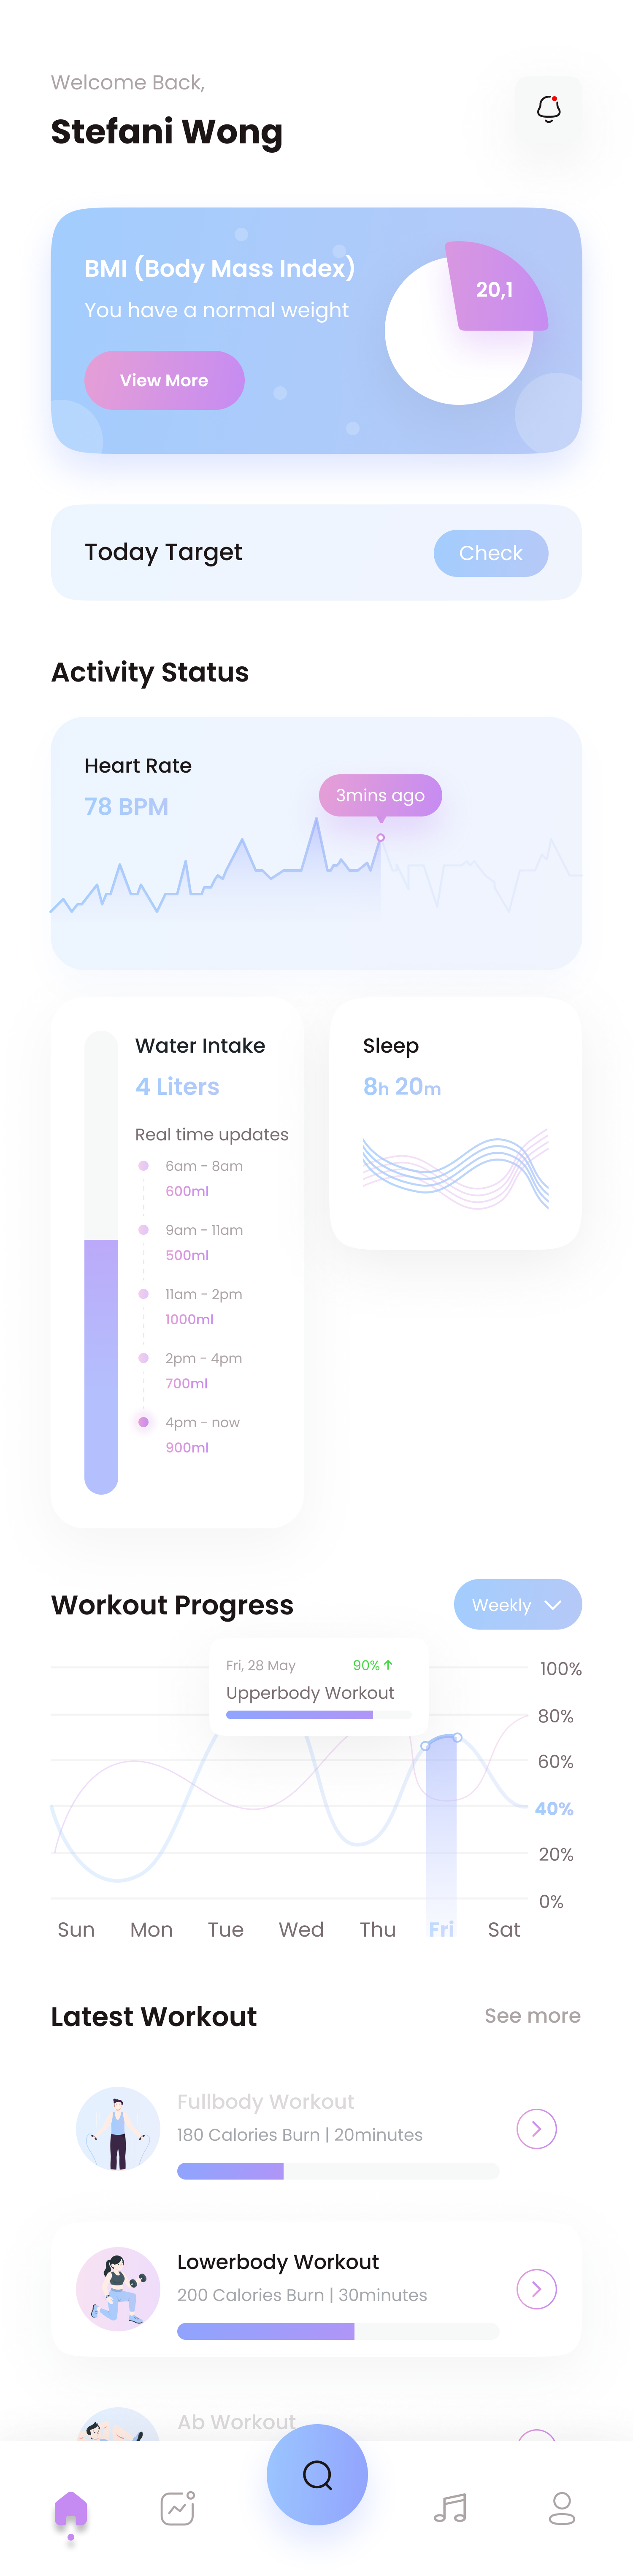 Welcome Back,
Stefani Wong
BMI (Body Mass Index)
You have a normal weight
View More
20,1
Today Target
Check
Activity Status
Heart Rate
78 BPM
3mins ago
Water Intake
4 Liters
Real time updates
6am - 8am
600ml
9am - 11am
500ml
11am - 2pm
1000ml
2pm - 4pm
700ml
4pm - now
900ml
Sleep
8h 20m
Workout Progress
Weekly
Fri, 28 May
90%
Upperbody Workout
100%
80%
60%
40%
20%
0%
Sun Mon Tue Wed Thu Fri Sat
Latest Workout
See more
Fullbody Workout
180 Calories Burn | 20minutes
Lowerbody Workout
200 Calories Burn | 30minutes
Ab Workout